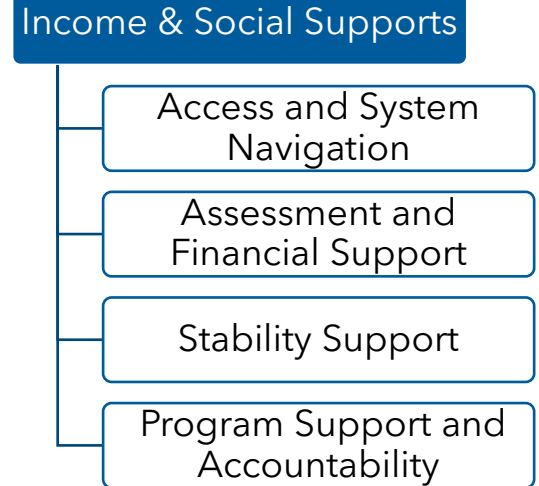 Income & Social Supports
Access and System
Navigation
Assessment and
Financial Support
Stability Support
Program Support and
Accountability